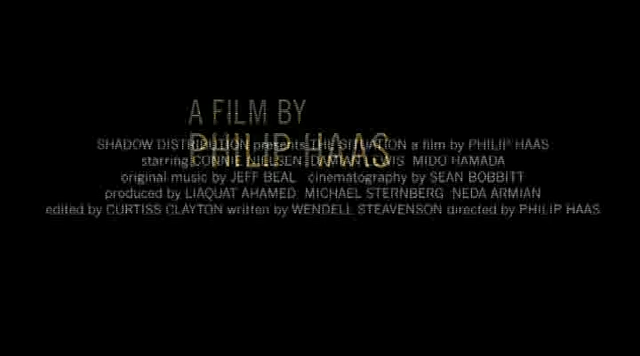 A FILM BY
PHILIP HAAS
SHADOW DISTRIBUTION presents THE SITUATION a film by PHILIP HAAS
starring CONNIE NIELSEN DAMIAN LEWIS MIDO HAMADA
original music by JEFF BEAL cinematography by SEAN BOBBITT
produced by LIAQUAT AHAMED MICHAEL STERNBERG NEDA ARMIAN
edited by CURTISS CLAYTON written by WENDELL STEAVENSON directed by PHILIP HAAS